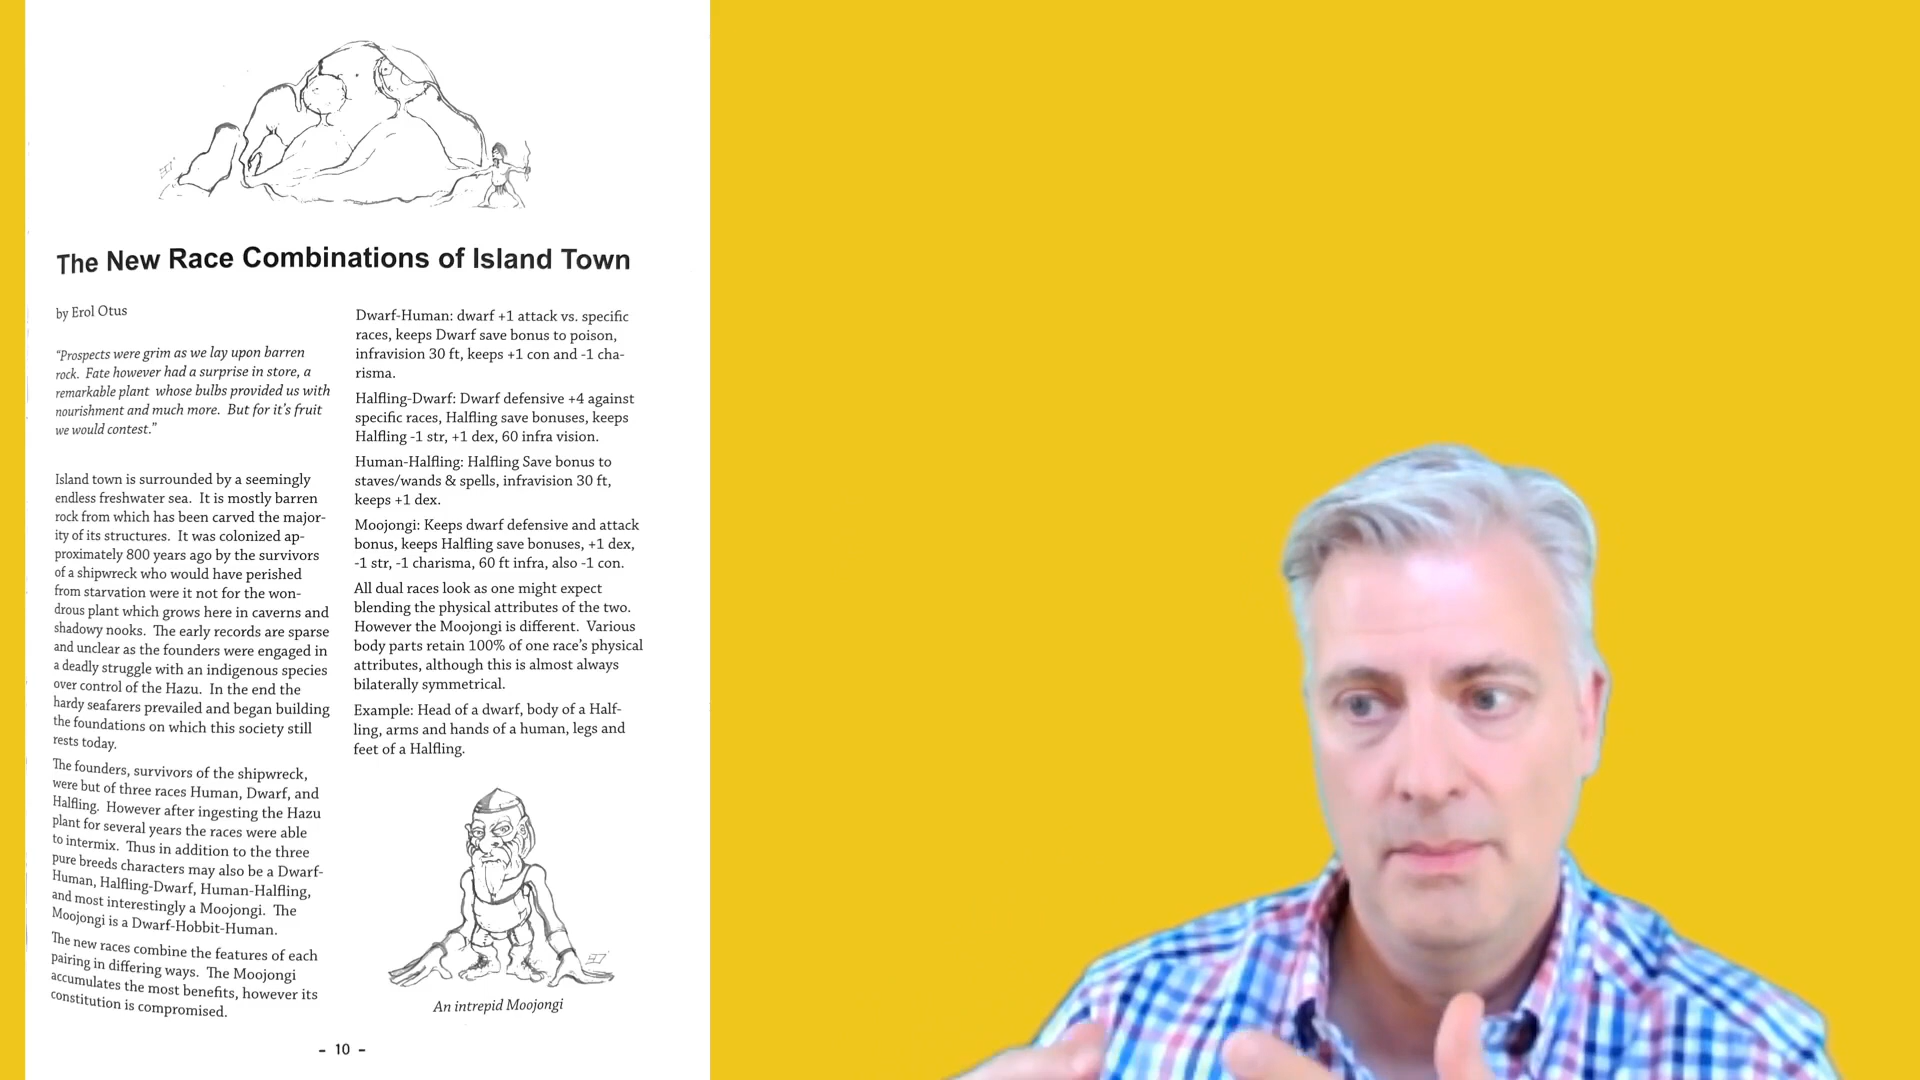 The New Race Combinations of Island Town
by Erol Otus
“Prospects were grim as we lay upon barren
rock. Fate however had a surprise in store, a
remarkable plant whose bulbs provided us with
nourishment and much more. But for it’s fruit
we would contest.”
Island town is surrounded by a seemingly
endless freshwater sea. It is mostly barren
rock from which has been carved the major-
ity of its structures. It was colonized ap-
proximately 800 years ago by the survivors
of a shipwreck who would have perished
from starvation were it not for the won-
drous plant which grows here in caverns and
shadowy nooks. The early records are sparse
and unclear as the founders were engaged in
a deadly struggle with an indigenous species
over control of the Hazu. In the end the
hardy seafarers prevailed and began building
the foundations on which this society still
rests today.
The founders, survivors of the shipwreck,
were but of three races Human, Dwarf, and
Halfling. However after ingesting the Hazu
plant for several years the races were able
to intermix. Thus in addition to the three
pure breeds characters may also be a Dwarf-
Human, Halfling-Dwarf, Human-Halfling,
and most interestingly a Moojongi. The
Moojongi is a Dwarf-Hobbit-Human.
The new races combine the features of each
pairing in differing ways. The Moojongi
accumulates the most benefits, however its
constitution is compromised.
Dwarf-Human: dwarf +1 attack vs. specific
races, keeps Dwarf save bonus to poison,
infravision 30 ft, keeps +1 con and -1 cha-
risma.
Halfling-Dwarf: Dwarf defensive +4 against
specific races, Halfling save bonuses, keeps
Halfling -1 str, +1 dex, 60 infra vision.
Human-Halfling: Halfling Save bonus to
staves/wands & spells, infravision 30 ft,
keeps +1 dex.
Moojongi: Keeps dwarf defensive and attack
bonus, keeps Halfling save bonuses, +1 dex,
-1 str, -1 charisma, 60 ft infra, also -1 con.
All dual races look as one might expect
blending the physical attributes of the two.
However the Moojongi is different. Various
body parts retain 100% of one race’s physical
attributes, although this is almost always
bilaterally symmetrical.
Example: Head of a dwarf, body of a Half-
ling, arms and hands of a human, legs and
feet of a Halfling.
An intrepid Moojongi
- 10 -